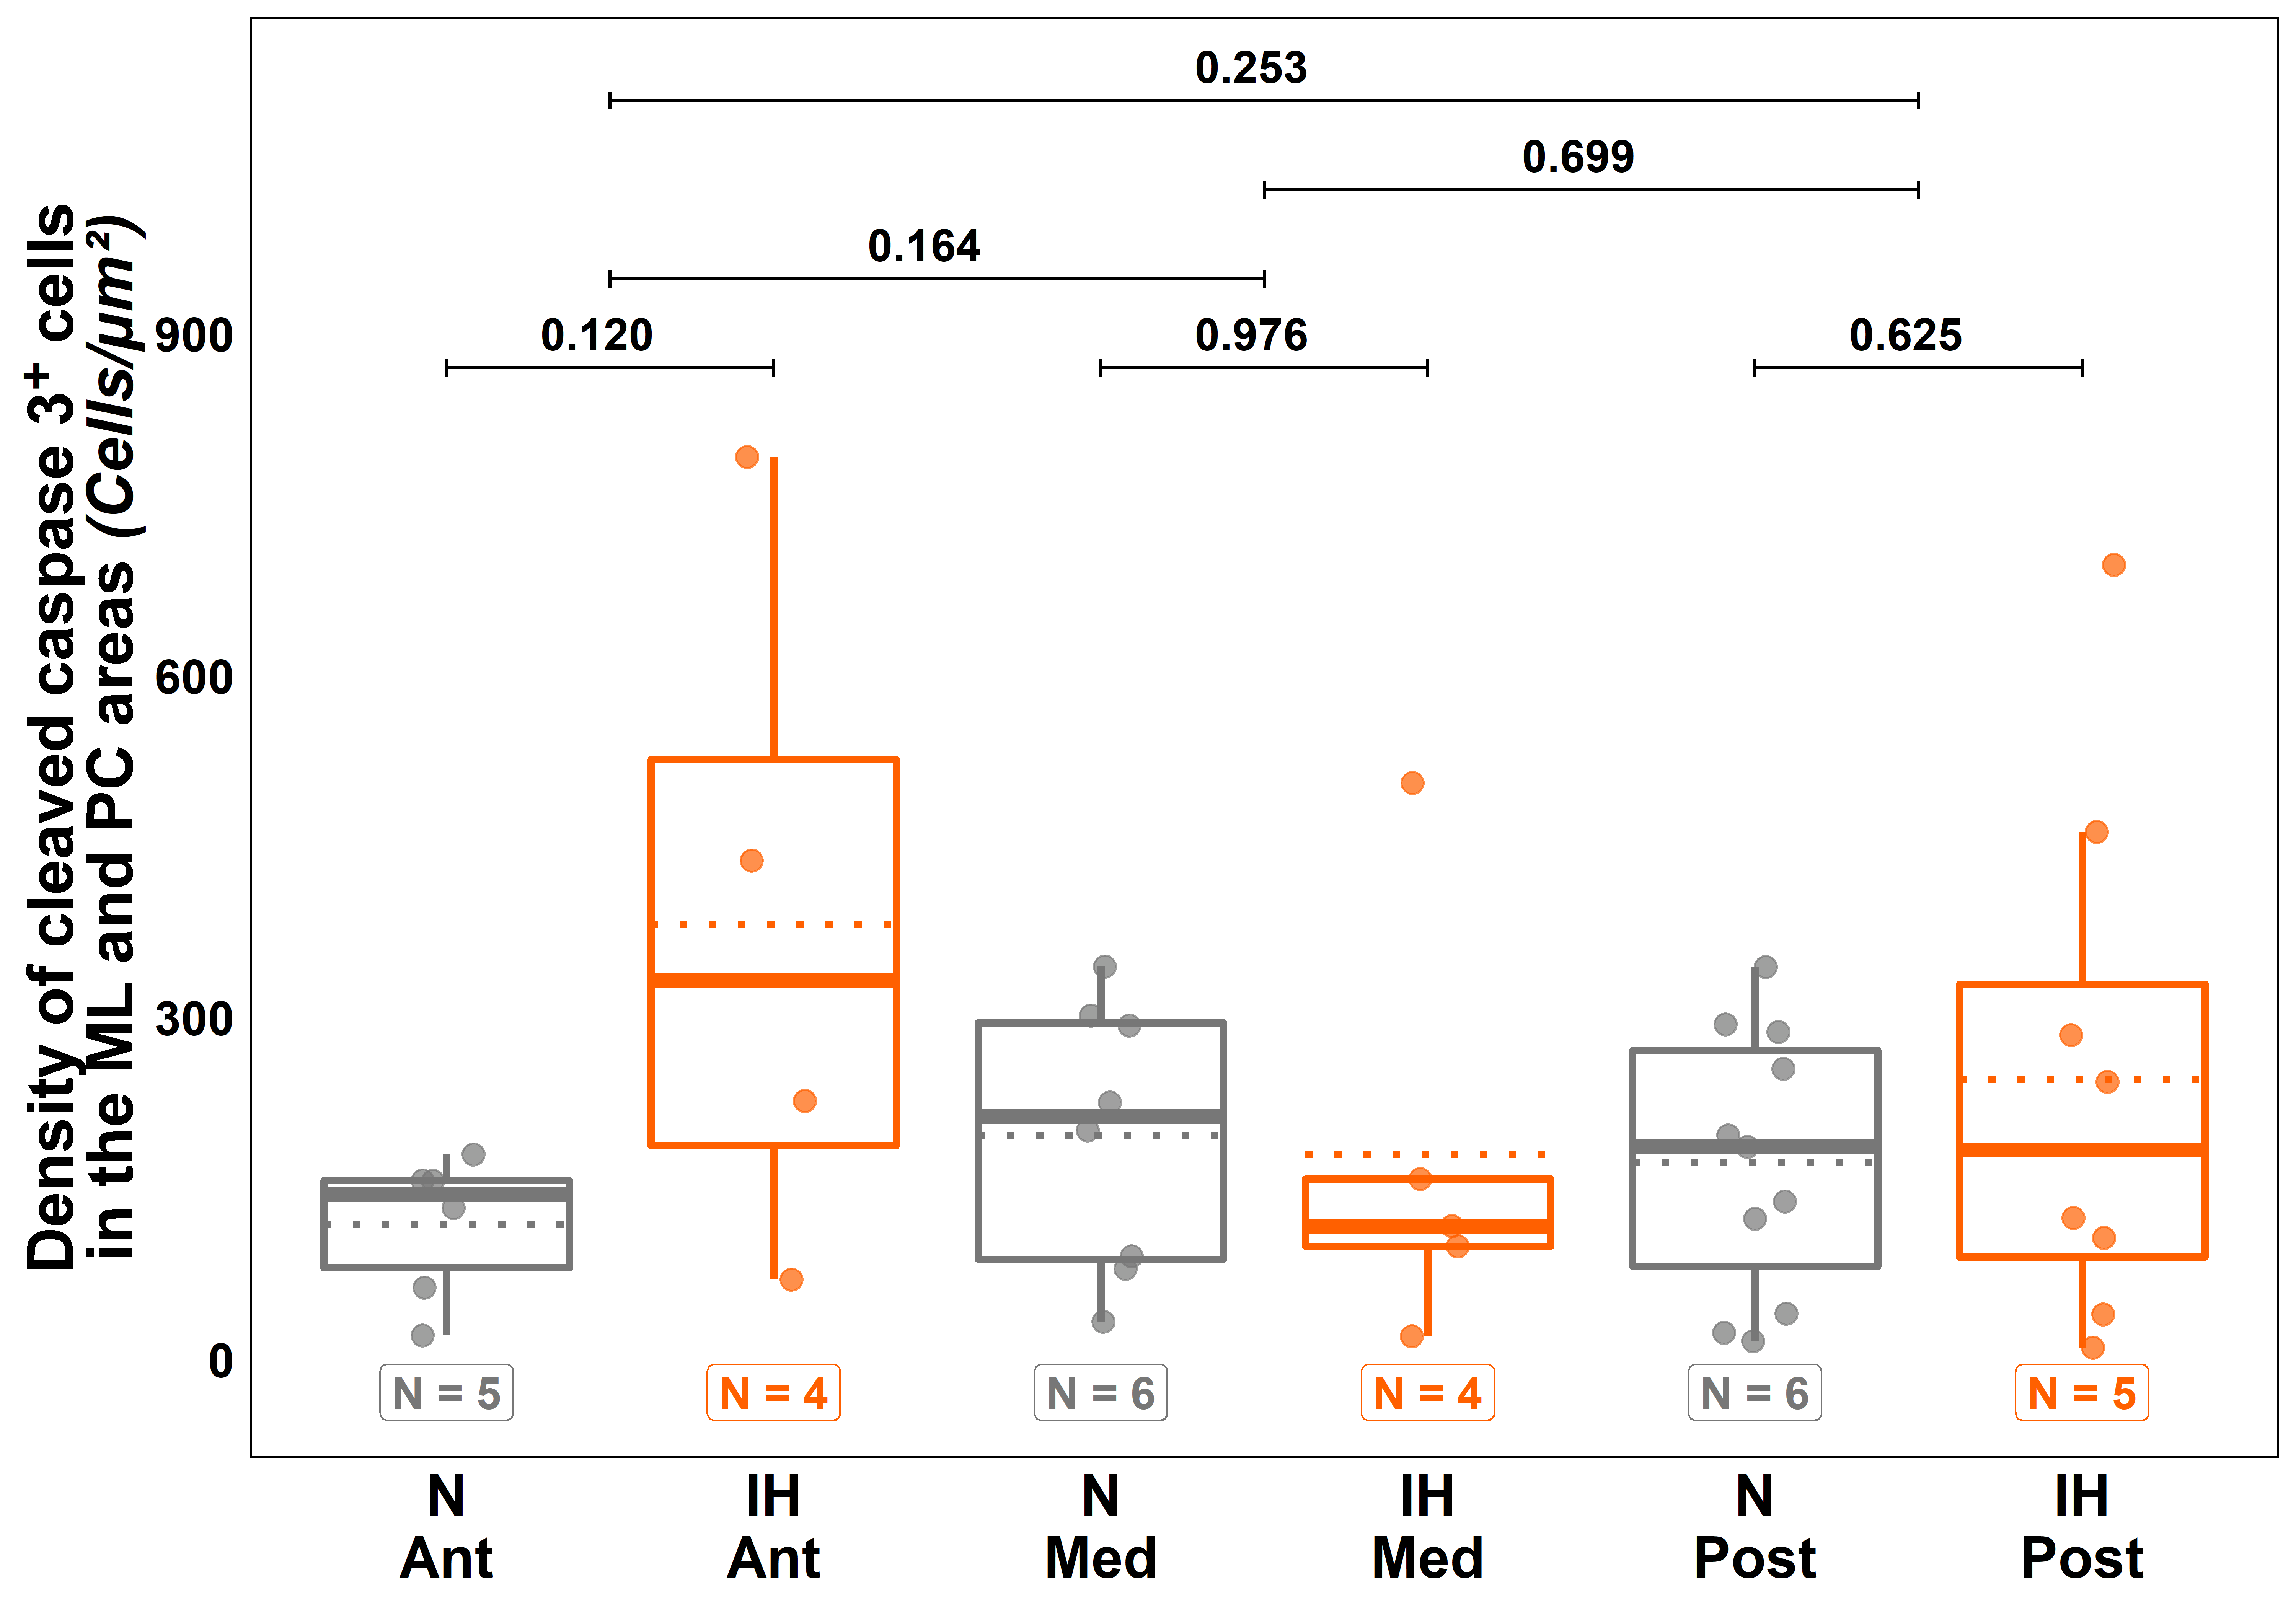 Density of cleaved caspase 3⁺ cells
in the ML and PC areas (Cells/µm²)
0.253
0.699
0.164
0.120
0.976
0.625
900
600
300
0
N = 5
N = 4
N = 6
N = 4
N = 6
N = 5
N
Ant
IH
Ant
N
Med
IH
Med
N
Post
IH
Post